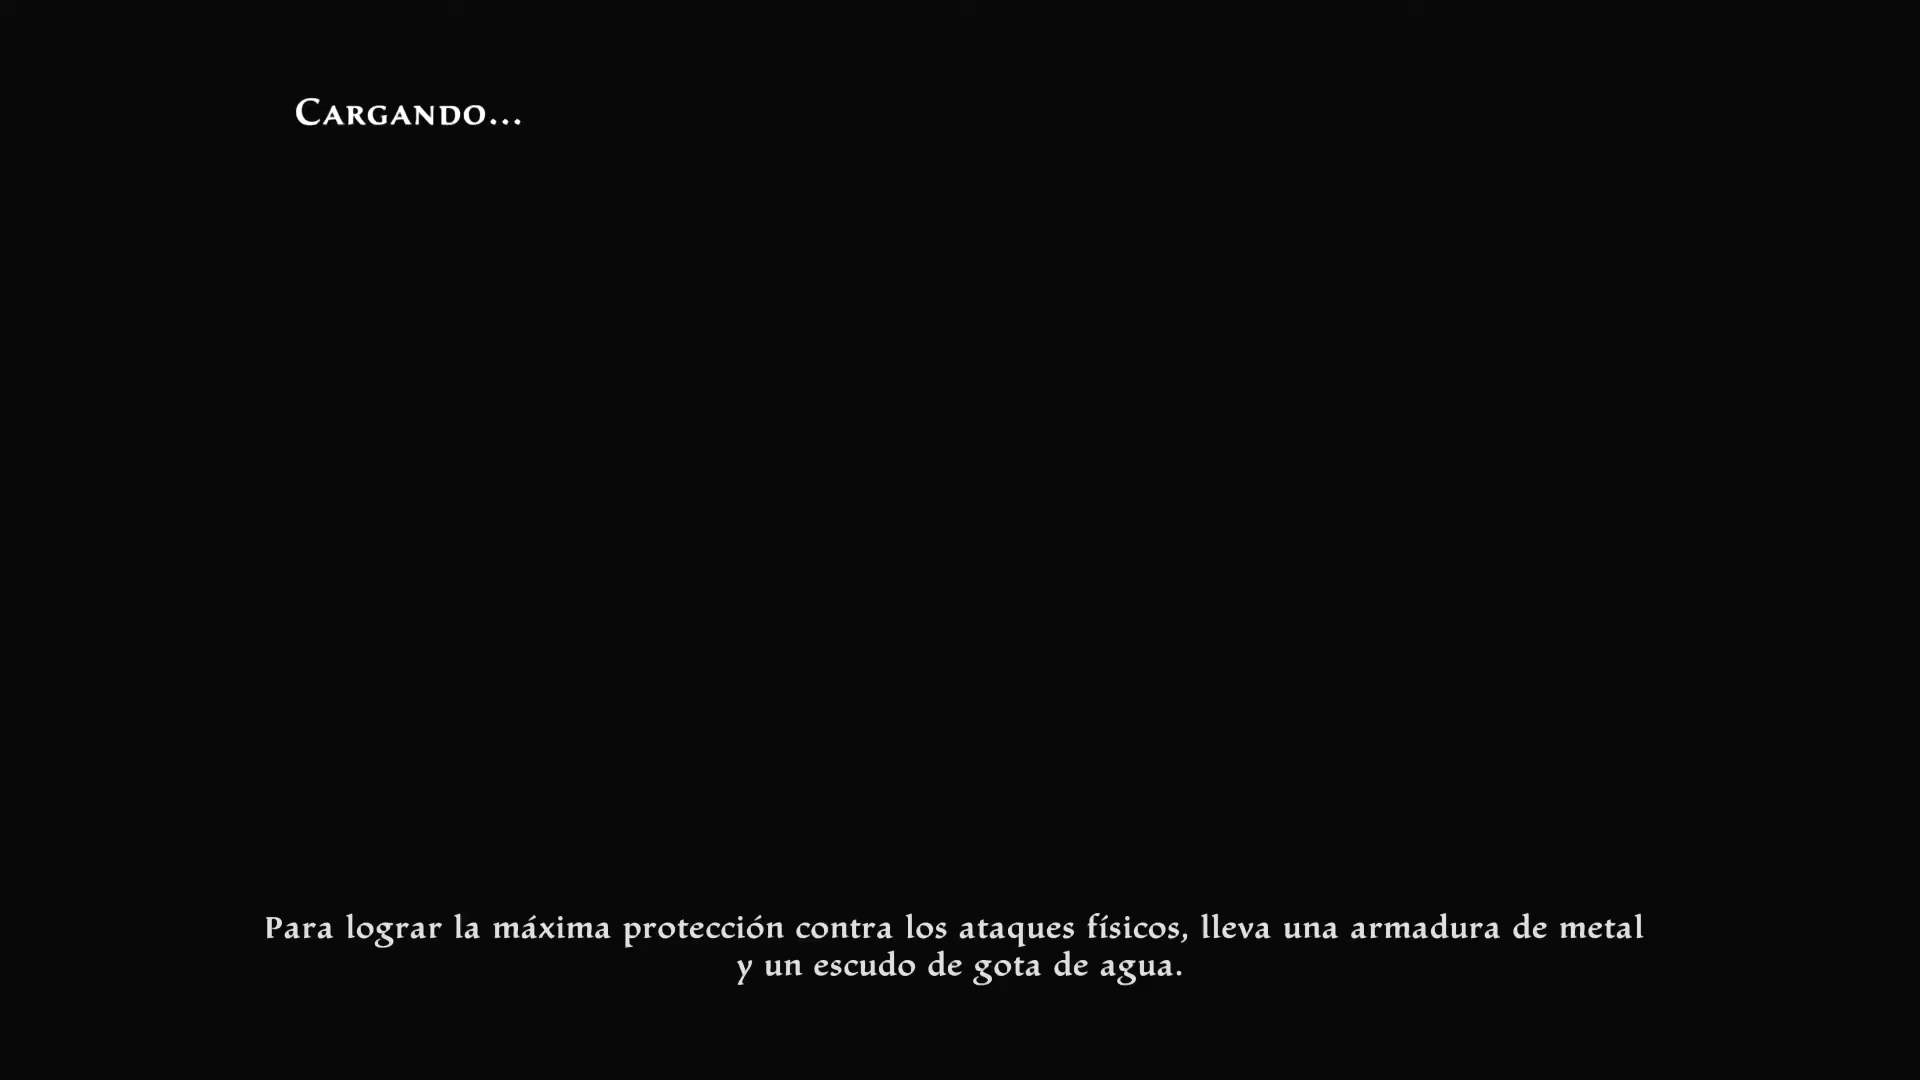 Cargando...
Para lograr la máxima protección contra los ataques físicos, lleva una armadura de metal
y un escudo de gota de agua.